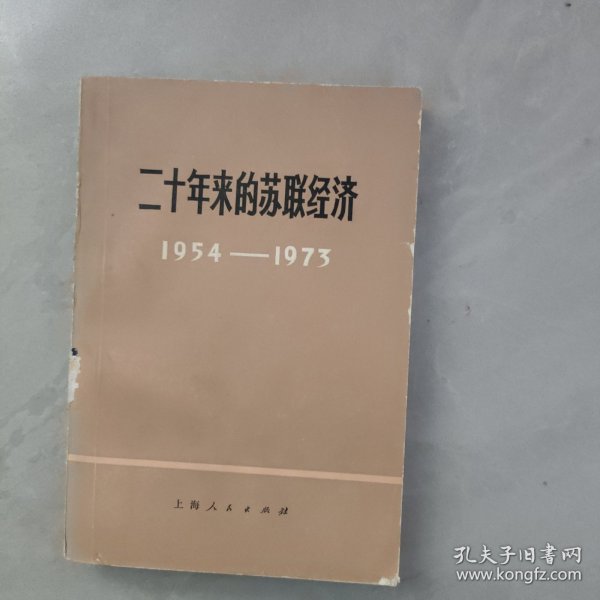 二十年来的苏联经济
1954—1973
上海人民出版社
孔夫子旧书网
www.kongfz.com